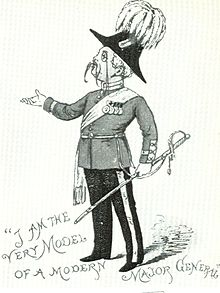 "I AM THE
VERY MODEL
OF A MODERN MAJOR GENERAL"